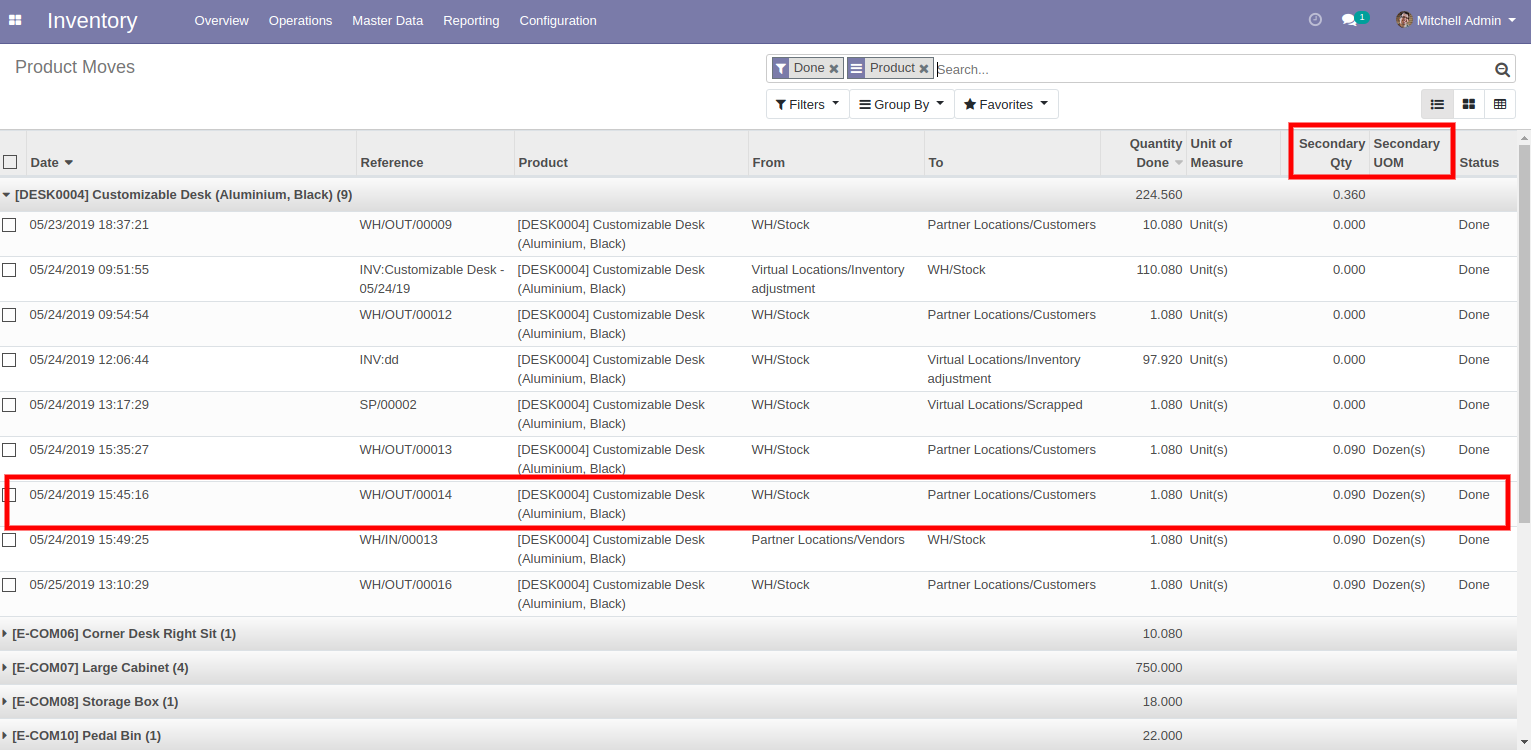 Inventory Overview Operations Master Data Reporting Configuration 1 Mitchell Admin
Product Moves
Done Product Search...
Filters Group By Favorites
Date Reference Product From To Quantity Done Unit of Measure Secondary Qty Secondary UOM Status
[DESK0004] Customizable Desk (Aluminium, Black) (9) 224.560 0.360
05/23/2019 18:37:21 WH/OUT/00009 [DESK0004] Customizable Desk WH/Stock Partner Locations/Customers 10.080 Unit(s) 0.000 Done
(Aluminium, Black)
05/24/2019 09:51:55 INV:Customizable Desk - [DESK0004] Customizable Desk Virtual Locations/Inventory WH/Stock 110.080 Unit(s) 0.000 Done
05/24/19 (Aluminium, Black) adjustment
05/24/2019 09:54:54 WH/OUT/00012 [DESK0004] Customizable Desk WH/Stock Partner Locations/Customers 1.080 Unit(s) 0.000 Done
(Aluminium, Black)
05/24/2019 12:06:44 INV:dd [DESK0004] Customizable Desk WH/Stock Virtual Locations/Inventory 97.920 Unit(s) 0.000 Done
(Aluminium, Black) adjustment
05/24/2019 13:17:29 SP/00002 [DESK0004] Customizable Desk WH/Stock Virtual Locations/Scrapped 1.080 Unit(s) 0.000 Done
(Aluminium, Black)
05/24/2019 15:35:27 WH/OUT/00013 [DESK0004] Customizable Desk WH/Stock Partner Locations/Customers 1.080 Unit(s) 0.090 Dozen(s) Done
(Aluminium, Black)
05/24/2019 15:45:16 WH/OUT/00014 [DESK0004] Customizable Desk WH/Stock Partner Locations/Customers 1.080 Unit(s) 0.090 Dozen(s) Done
(Aluminium, Black)
05/24/2019 15:49:25 WH/IN/00013 [DESK0004] Customizable Desk Partner Locations/Vendors WH/Stock 1.080 Unit(s) 0.090 Dozen(s) Done
(Aluminium, Black)
05/25/2019 13:10:29 WH/OUT/00016 [DESK0004] Customizable Desk WH/Stock Partner Locations/Customers 1.080 Unit(s) 0.090 Dozen(s) Done
(Aluminium, Black)
[E-COM06] Corner Desk Right Sit (1) 10.080
[E-COM07] Large Cabinet (4) 750.000
[E-COM08] Storage Box (1) 18.000
[E-COM10] Pedal Bin (1) 22.000